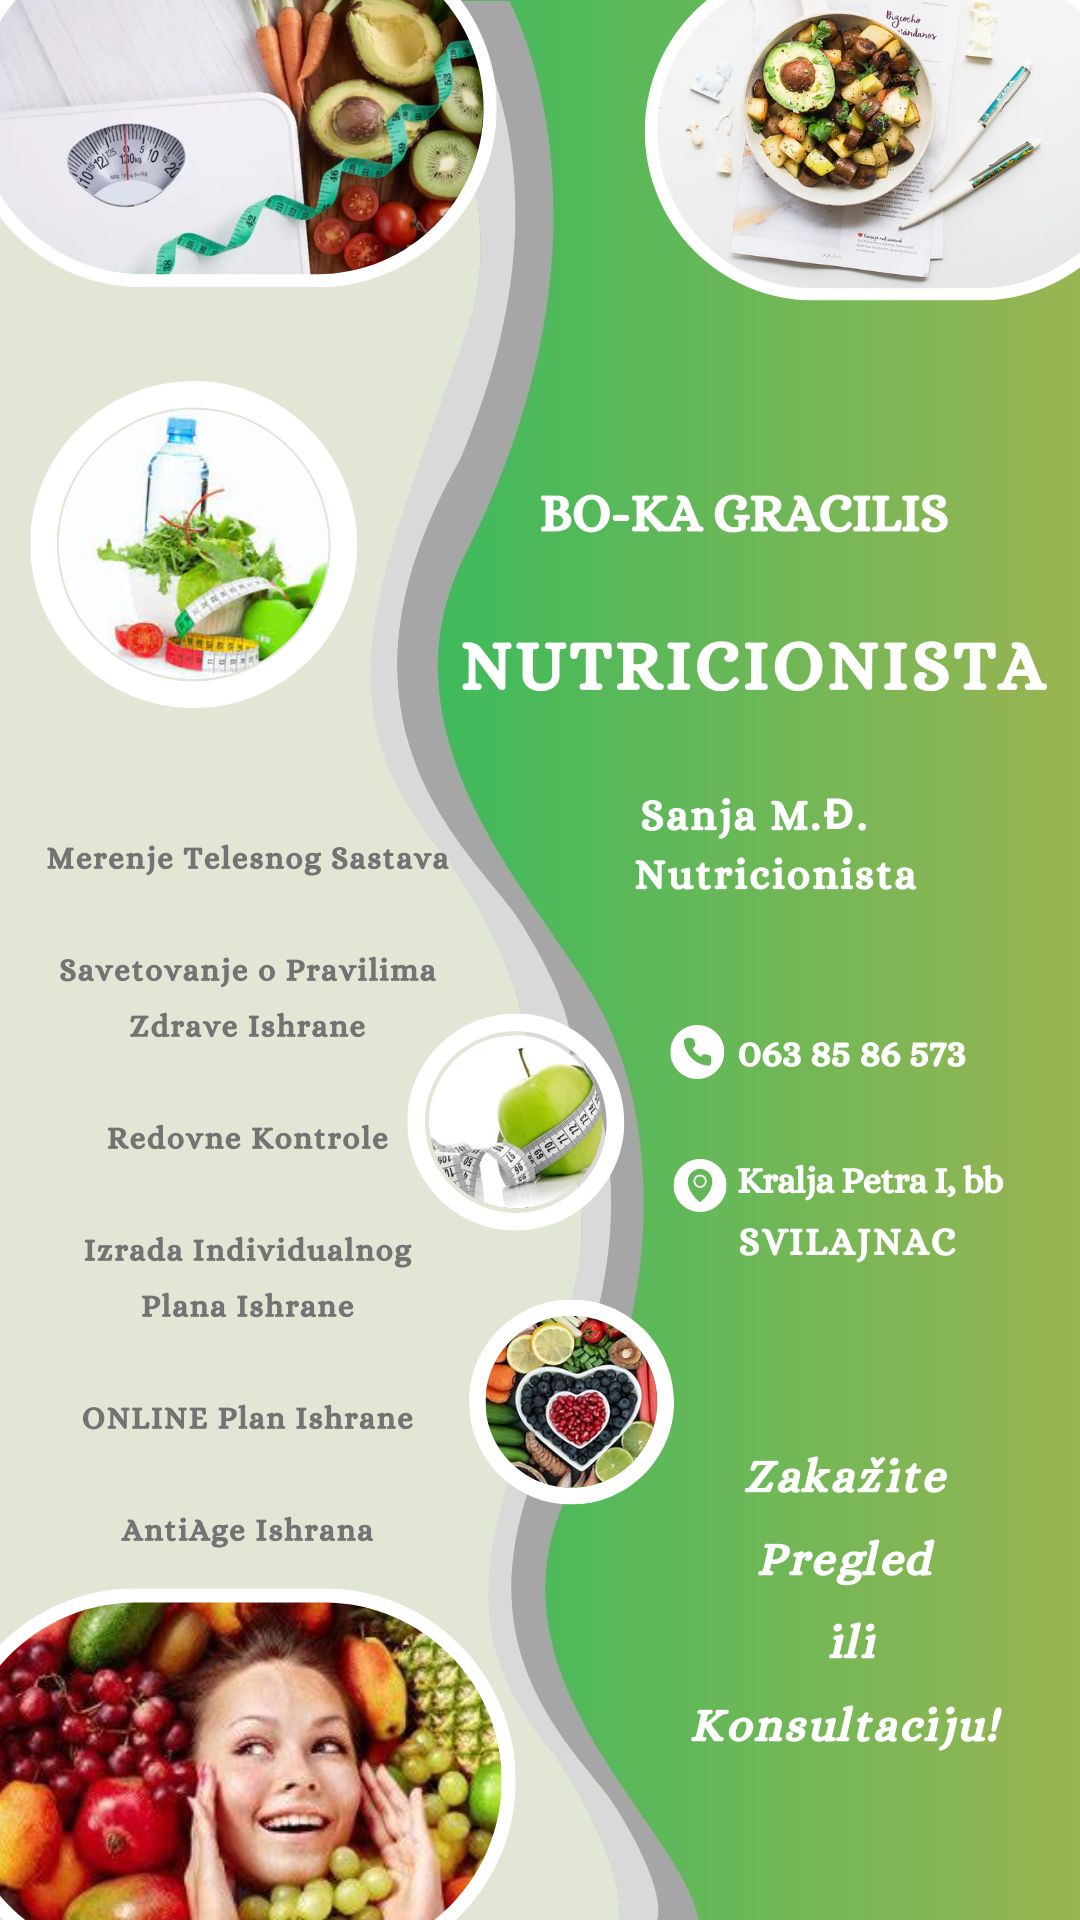 Bizcocho
BO-KA GRACILIS
NUTRICIONISTA
Sanja M.Đ.
Nutricionista
063 85 86 573
Kralja Petra I, bb
SVILAJNAC
Merenje Telesnog Sastava
Savetovanje o Pravilima
Zdrave Ishrane
Redovne Kontrole
Izrada Individualnog
Plana Ishrane
ONLINE Plan Ishrane
AntiAge Ishrana
Zakažite
Pregled
ili
Konsultaciju!